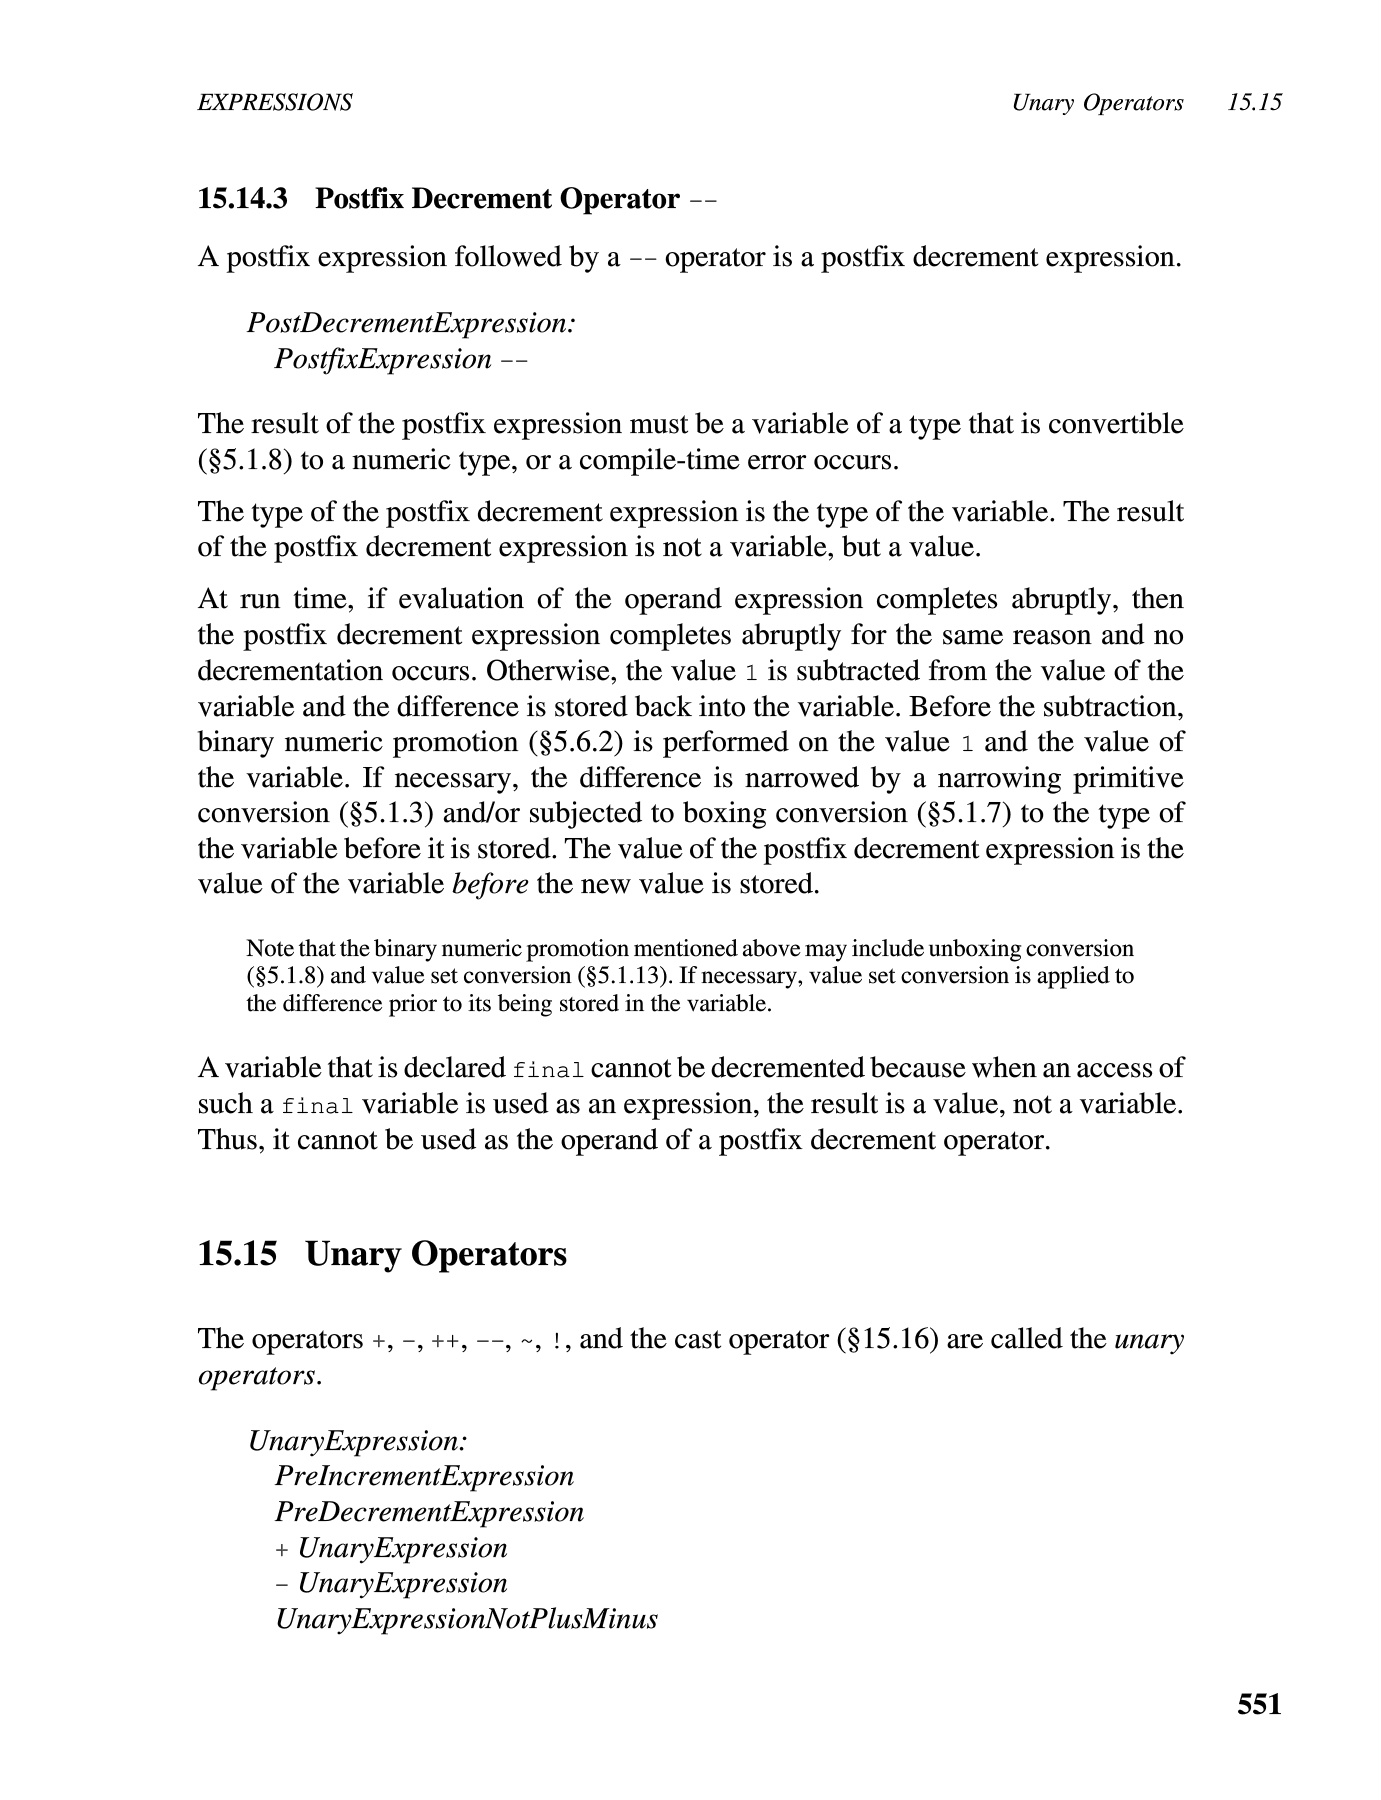 EXPRESSIONS Unary Operators 15.15
15.14.3 Postfix Decrement Operator --
A postfix expression followed by a -- operator is a postfix decrement expression.
PostDecrementExpression:
PostfixExpression --
The result of the postfix expression must be a variable of a type that is convertible
(§5.1.8) to a numeric type, or a compile-time error occurs.
The type of the postfix decrement expression is the type of the variable. The result
of the postfix decrement expression is not a variable, but a value.
At run time, if evaluation of the operand expression completes abruptly, then
the postfix decrement expression completes abruptly for the same reason and no
decrementation occurs. Otherwise, the value 1 is subtracted from the value of the
variable and the difference is stored back into the variable. Before the subtraction,
binary numeric promotion (§5.6.2) is performed on the value 1 and the value of
the variable. If necessary, the difference is narrowed by a narrowing primitive
conversion (§5.1.3) and/or subjected to boxing conversion (§5.1.7) to the type of
the variable before it is stored. The value of the postfix decrement expression is the
value of the variable before the new value is stored.
Note that the binary numeric promotion mentioned above may include unboxing conversion
(§5.1.8) and value set conversion (§5.1.13). If necessary, value set conversion is applied to
the difference prior to its being stored in the variable.
A variable that is declared final cannot be decremented because when an access of
such a final variable is used as an expression, the result is a value, not a variable.
Thus, it cannot be used as the operand of a postfix decrement operator.
15.15 Unary Operators
The operators +, -, ++, --, ~, !, and the cast operator (§15.16) are called the unary
operators.
UnaryExpression:
PreIncrementExpression
PreDecrementExpression
+ UnaryExpression
- UnaryExpression
UnaryExpressionNotPlusMinus
551